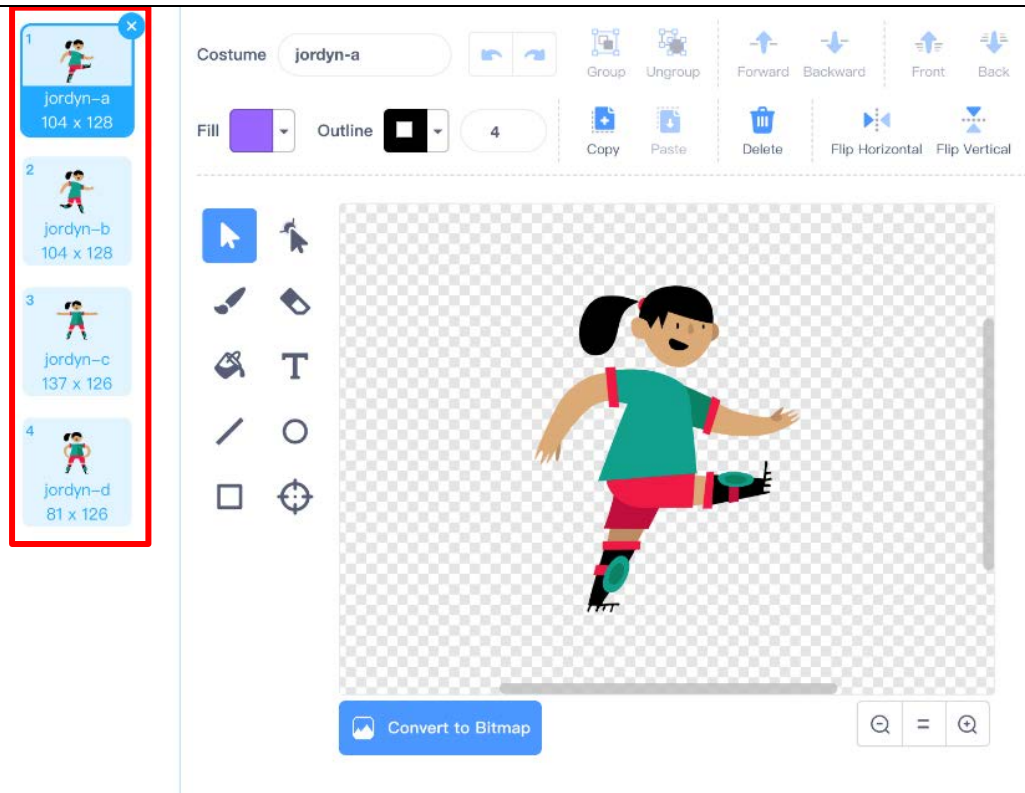 1
jordyn-a
104 x 128
2
jordyn-b
104 x 128
3
jordyn-c
137 x 126
4
jordyn-d
81 x 126
Costume jordyn-a
Group Ungroup Forward Backward Front Back
Fill Outline 4
Copy Paste Delete Flip Horizontal Flip Vertical
T
Convert to Bitmap
=